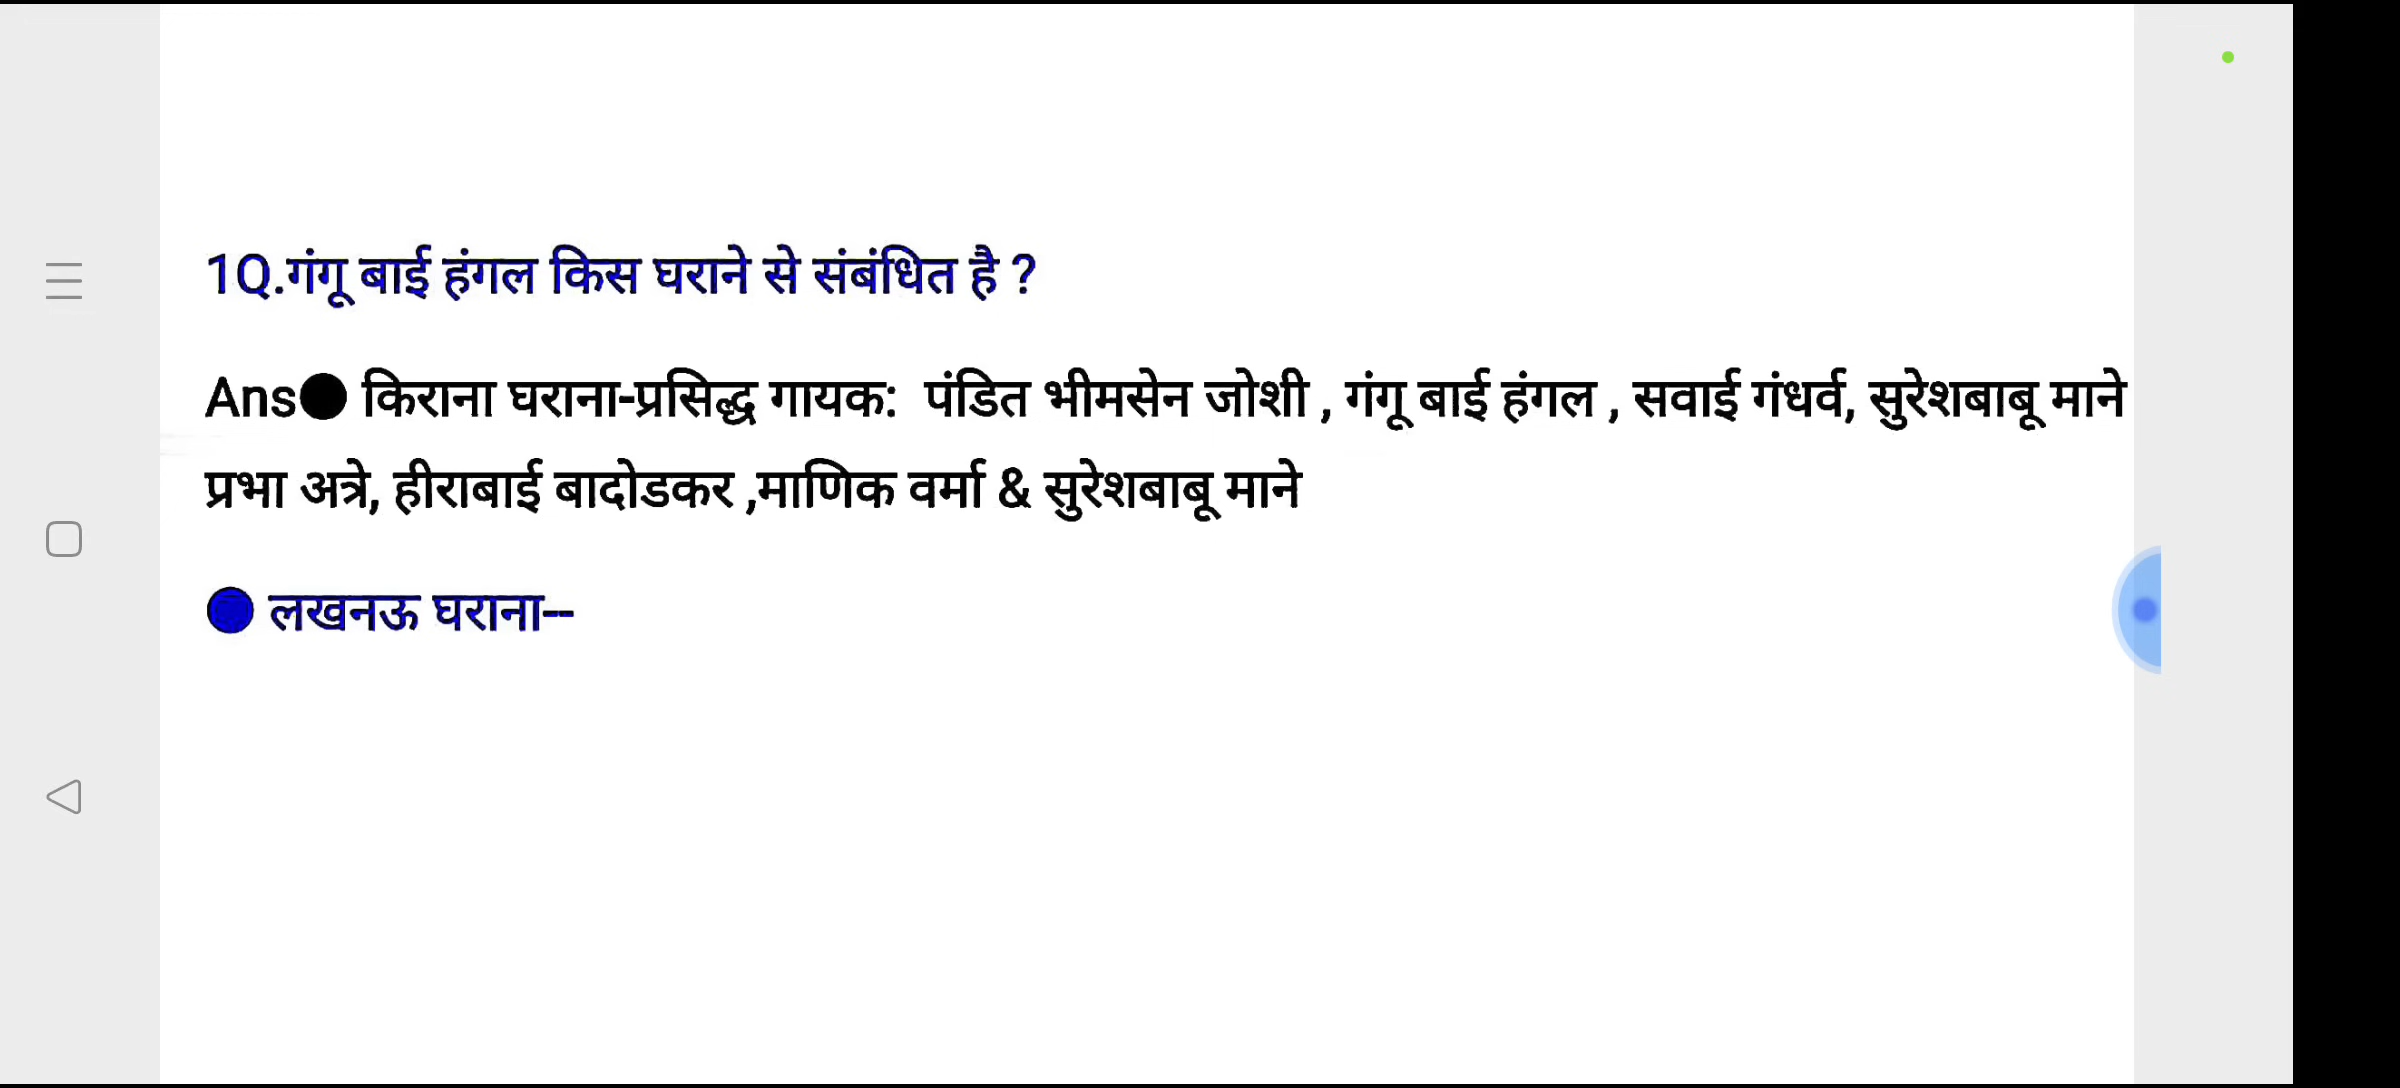 1Q.गंगू बाई हंगल किस घराने से संबंधित है ?
Ans● किराना घराना-प्रसिद्ध गायक: पंडित भीमसेन जोशी , गंगू बाई हंगल , सवाई गंधर्व, सुरेशबाबू माने
प्रभा अत्रे, हीराबाई बादोडकर ,माणिक वर्मा & सुरेशबाबू माने
● लखनऊ घराना--